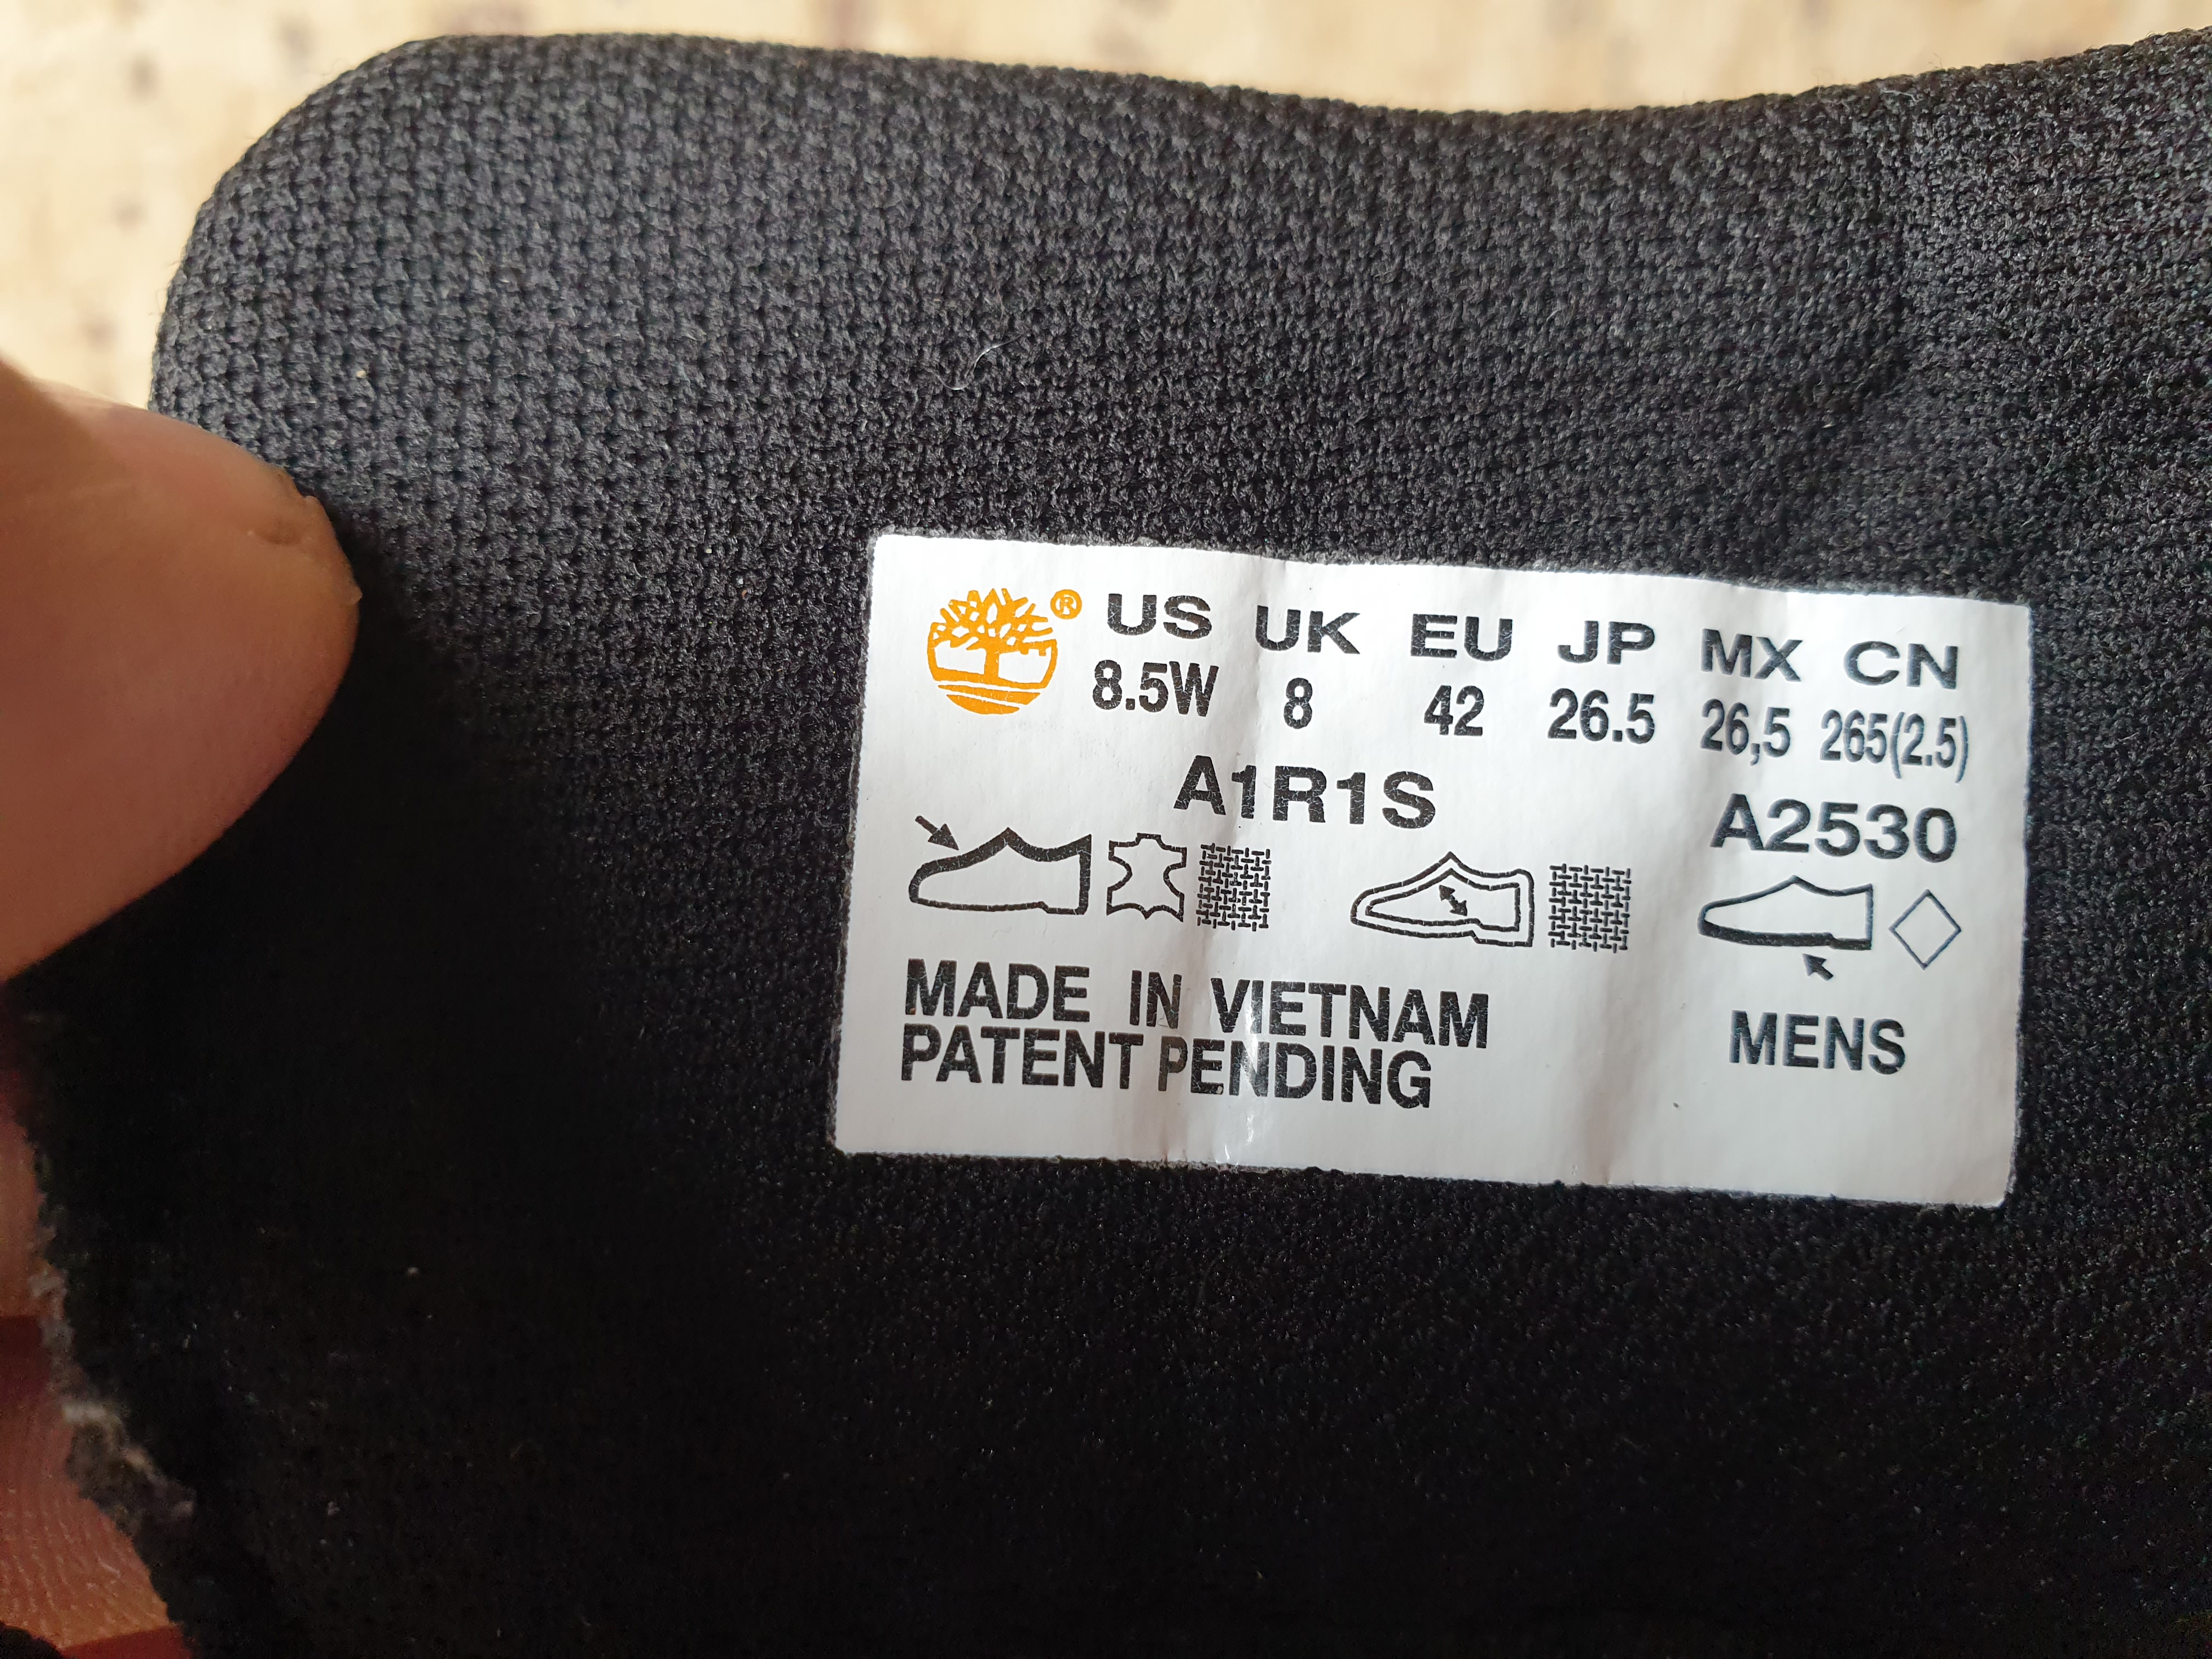 ® US UK EU JP MX CN
8.5W 8 42 26.5 26,5 265(2.5)
A1R1S A2530
MADE IN VIETNAM
PATENT PENDING
MENS